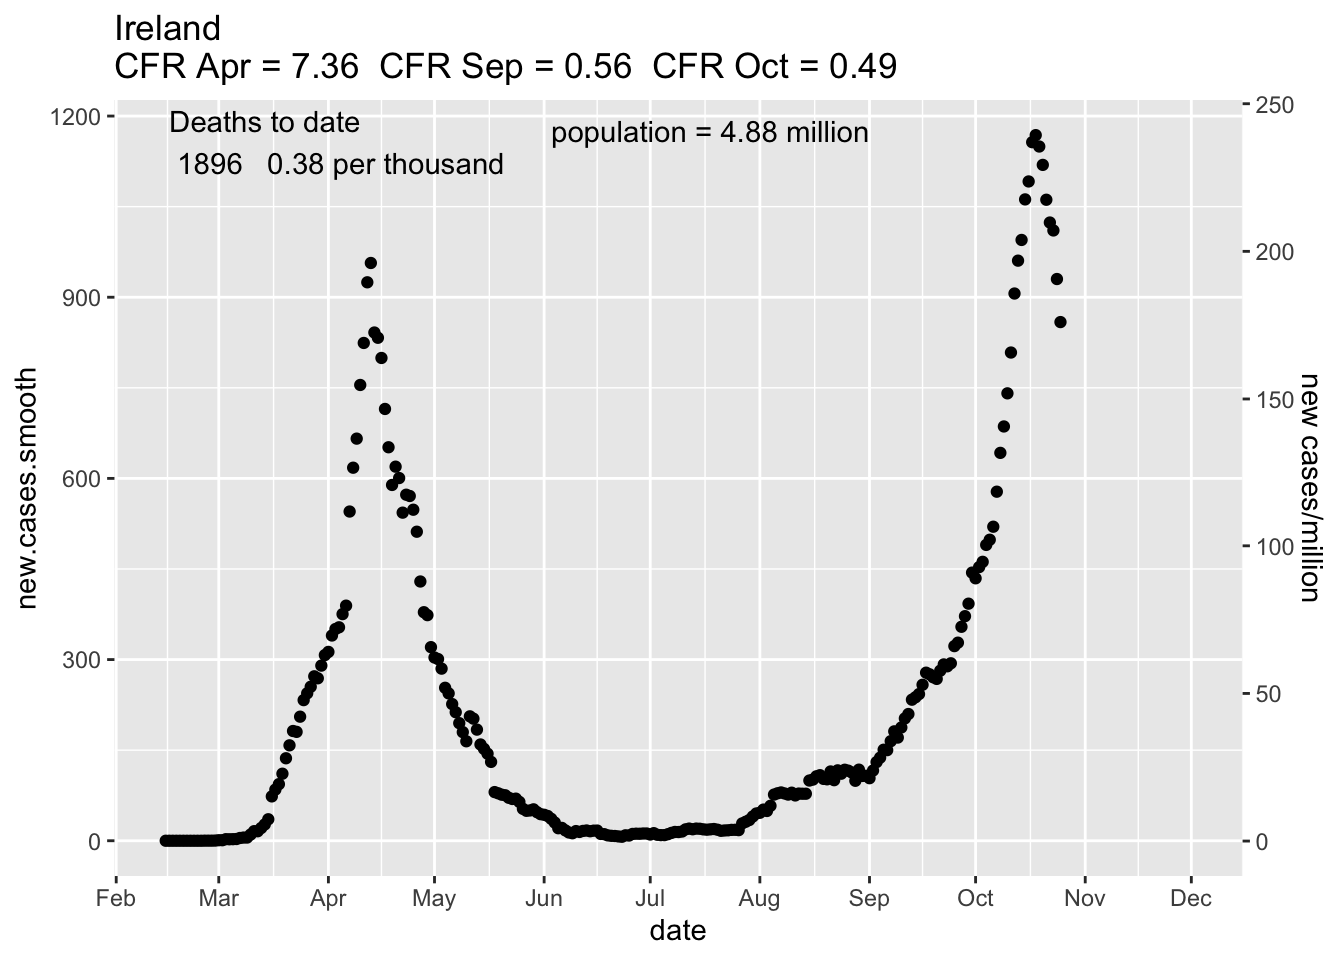 Ireland
CFR Apr = 7.36  CFR Sep = 0.56  CFR Oct = 0.49
Deaths to date
1896   0.38 per thousand
population = 4.88 million
new.cases.smooth
1200
900
600
300
0
250
200
150
100
50
0
new cases/million
Feb Mar Apr May Jun Jul Aug Sep Oct Nov Dec
date